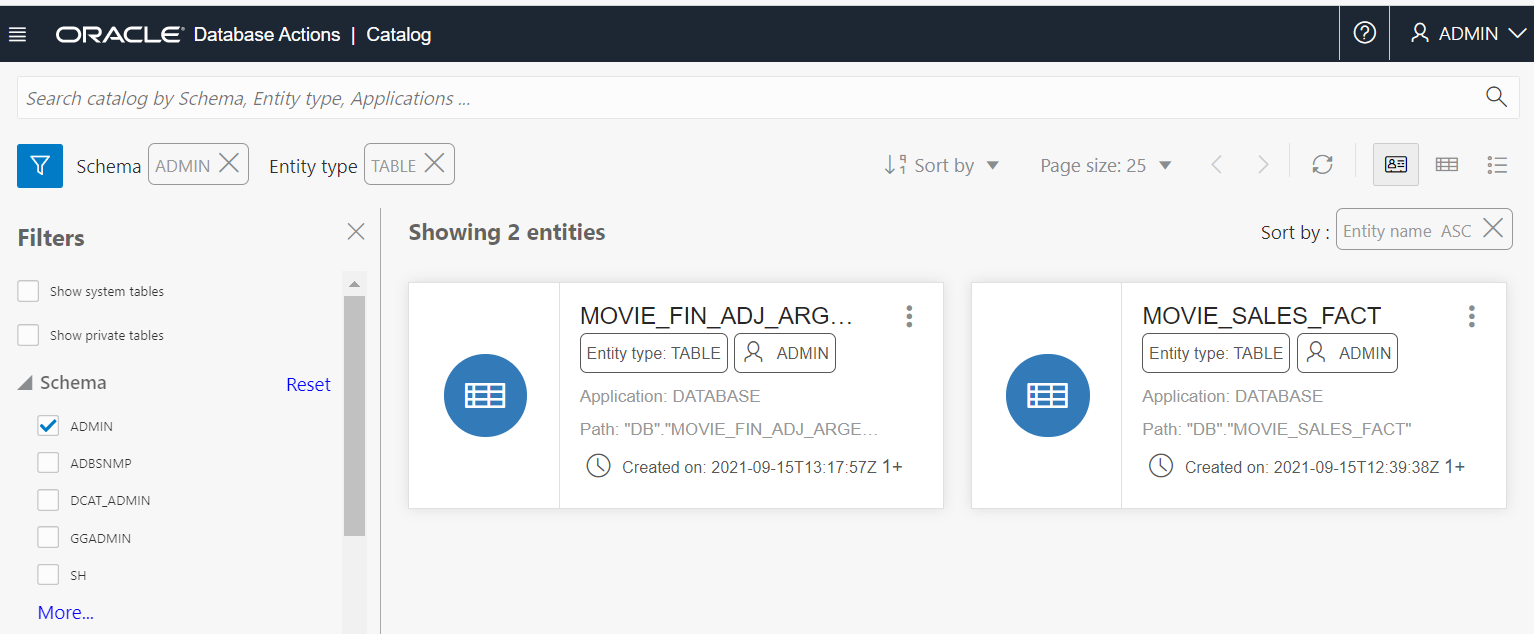 ORACLE Database Actions | Catalog
ADMIN
Search catalog by Schema, Entity type, Applications ...
Schema ADMIN Entity type TABLE
Sort by Page size: 25
Filters
Show system tables
Show private tables
Schema Reset
ADMIN
ADBSNMP
DCAT_ADMIN
GGADMIN
SH
More...
Showing 2 entities
Sort by : Entity name ASC
MOVIE_FIN_ADJ_ARG...
Entity type: TABLE ADMIN
Application: DATABASE
Path: "DB"."MOVIE_FIN_ADJ_ARGE...
Created on: 2021-09-15T13:17:57Z 1+
MOVIE_SALES_FACT
Entity type: TABLE ADMIN
Application: DATABASE
Path: "DB"."MOVIE_SALES_FACT"
Created on: 2021-09-15T12:39:38Z 1+